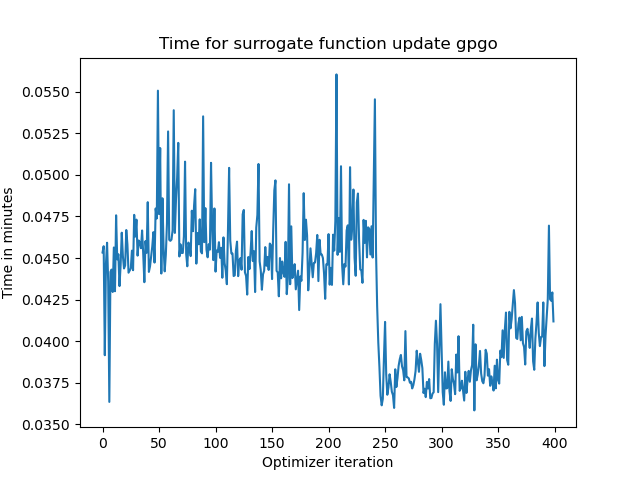 Time for surrogate function update gpgo
0.0550
0.0525
0.0500
0.0475
0.0450
0.0425
0.0400
0.0375
0.0350
Time in minutes
0 50 100 150 200 250 300 350 400
Optimizer iteration